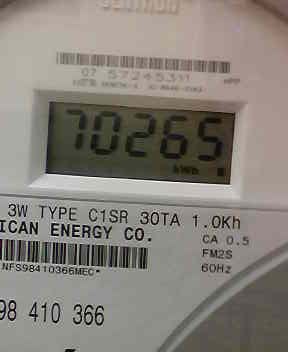 07 57245311
70265
kWh
3W TYPE C1SR 30TA 1.0Kh
ICAN ENERGY CO.
CA 0.5
FM2S
60Hz
NFS98410366MEC*
98 410 366